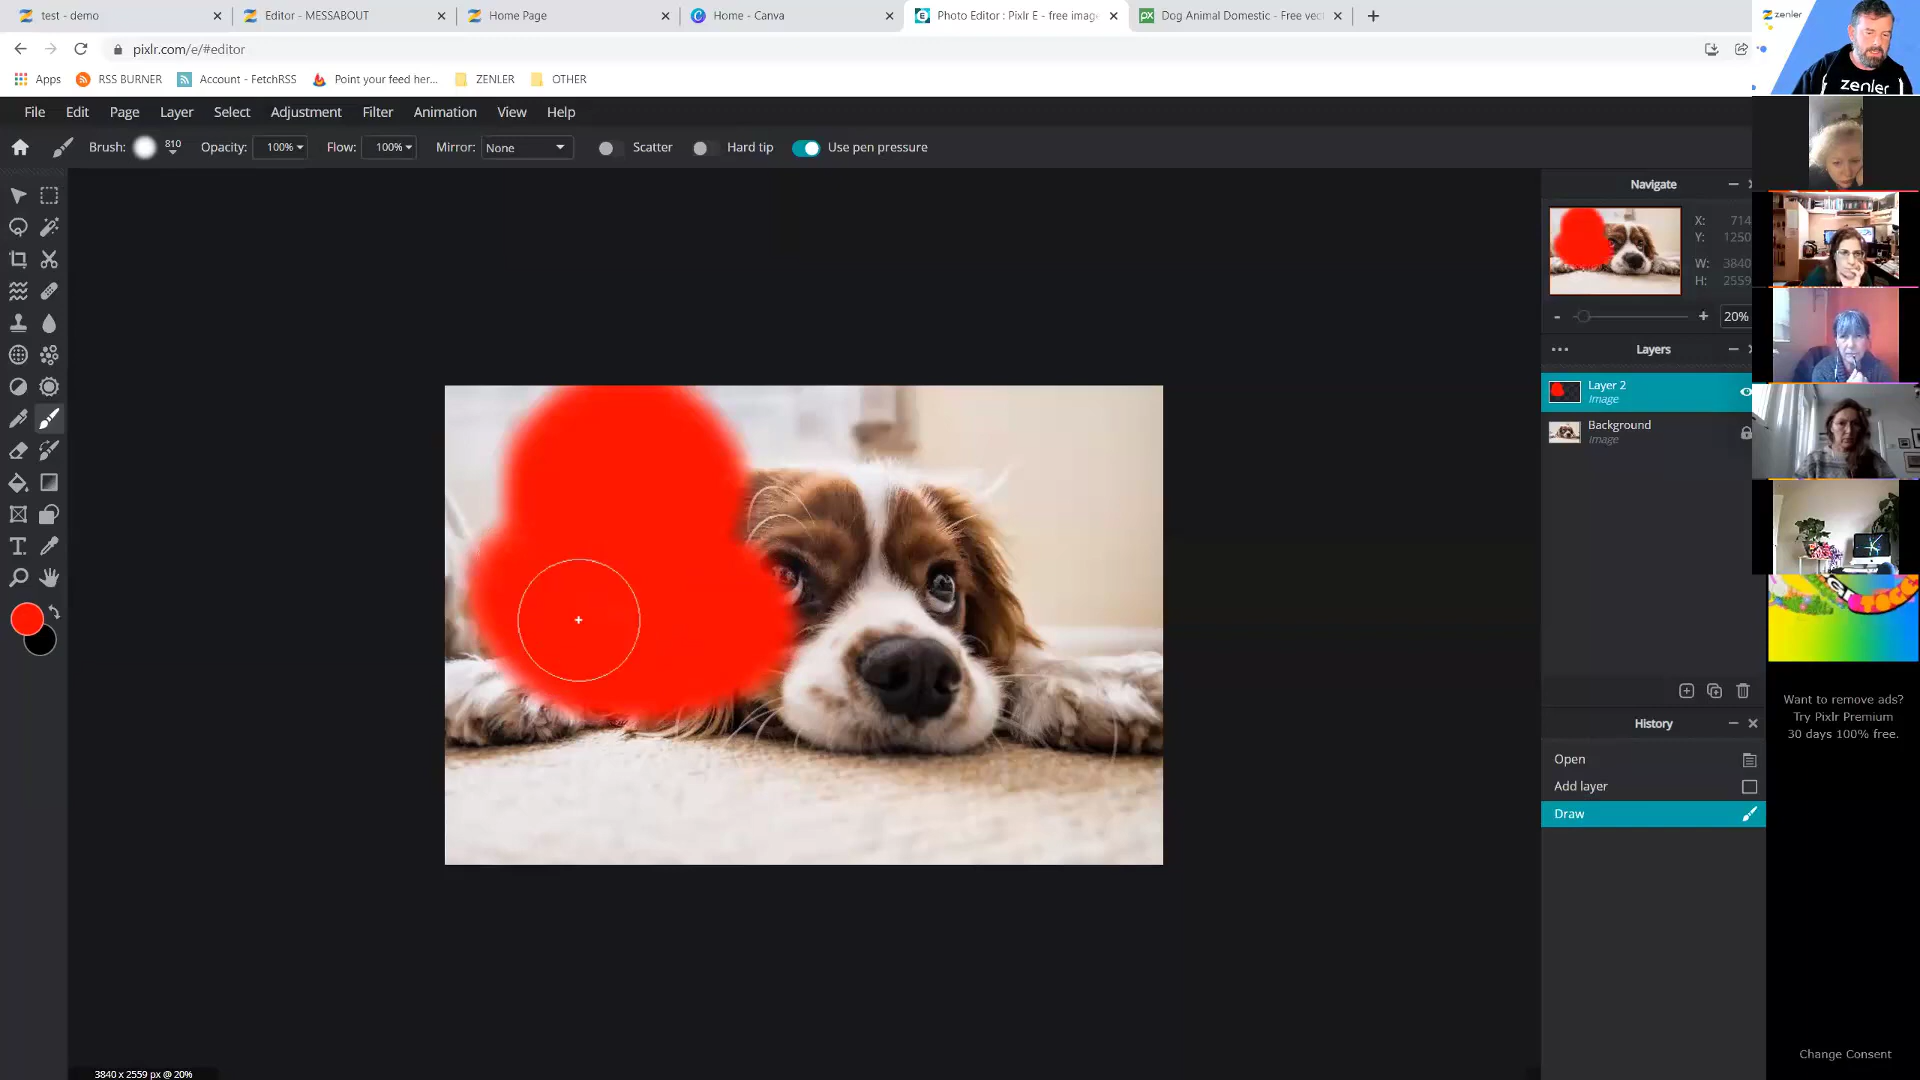 test - demo
Editor - MESSABOUT
Home Page
Home - Canva
Photo Editor : Pixlr E - free imag
Dog Animal Domestic - Free vec
pixlr.com/e/#editor
Apps
RSS BURNER
Account - FetchRSS
Point your feed her...
ZENLER
OTHER
zenler
zenler
File
Edit
Page
Layer
Select
Adjustment
Filter
Animation
View
Help
Brush:
810
Opacity:
100%
Flow:
100%
Mirror:
None
Scatter
Hard tip
Use pen pressure
Navigate
X: 714
Y: 1250
W: 3840
H: 2559
20%
Layers
Layer 2
Image
Background
Image
History
Open
Add layer
Draw
Want to remove ads?
Try Pixlr Premium
30 days 100% free.
Change Consent
3840 x 2559 px @ 20%